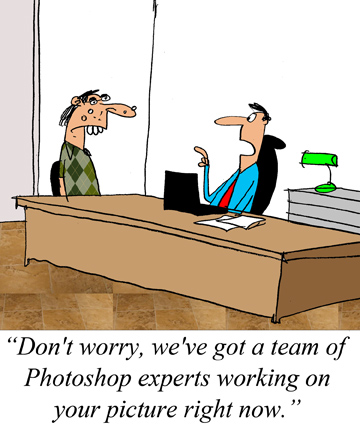 “Don't worry, we've got a team of
Photoshop experts working on
your picture right now.”